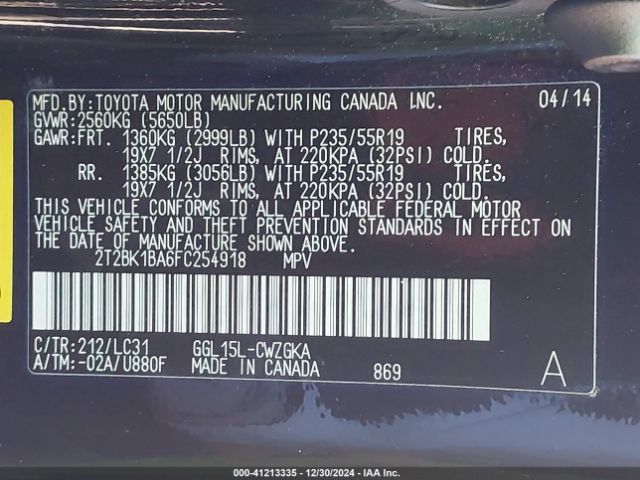 MFD.BY:TOYOTA MOTOR MANUFACTURING CANADA INC. 04/14
GVWR:2560KG (5650LB)
GAWR:FRT. 1360KG (2999LB) WITH P235/55R19 TIRES,
19X7 1/2J RIMS, AT 220KPA (32PSI) COLD.
RR. 1385KG (3056LB) WITH P235/55R19 TIRES,
19X7 1/2J RIMS, AT 220KPA (32PSI) COLD.
THIS VEHICLE CONFORMS TO ALL APPLICABLE FEDERAL MOTOR
VEHICLE SAFETY AND THEFT PREVENTION STANDARDS IN EFFECT ON
THE DATE OF MANUFACTURE SHOWN ABOVE.
2T2BK1BA6FC254918 MPV
C/TR:212/LC31 GGL15L-CWZGKA
A/TM:-02A/U880F MADE IN CANADA 869 A
000-41213335 - 12/30/2024 - IAA Inc.